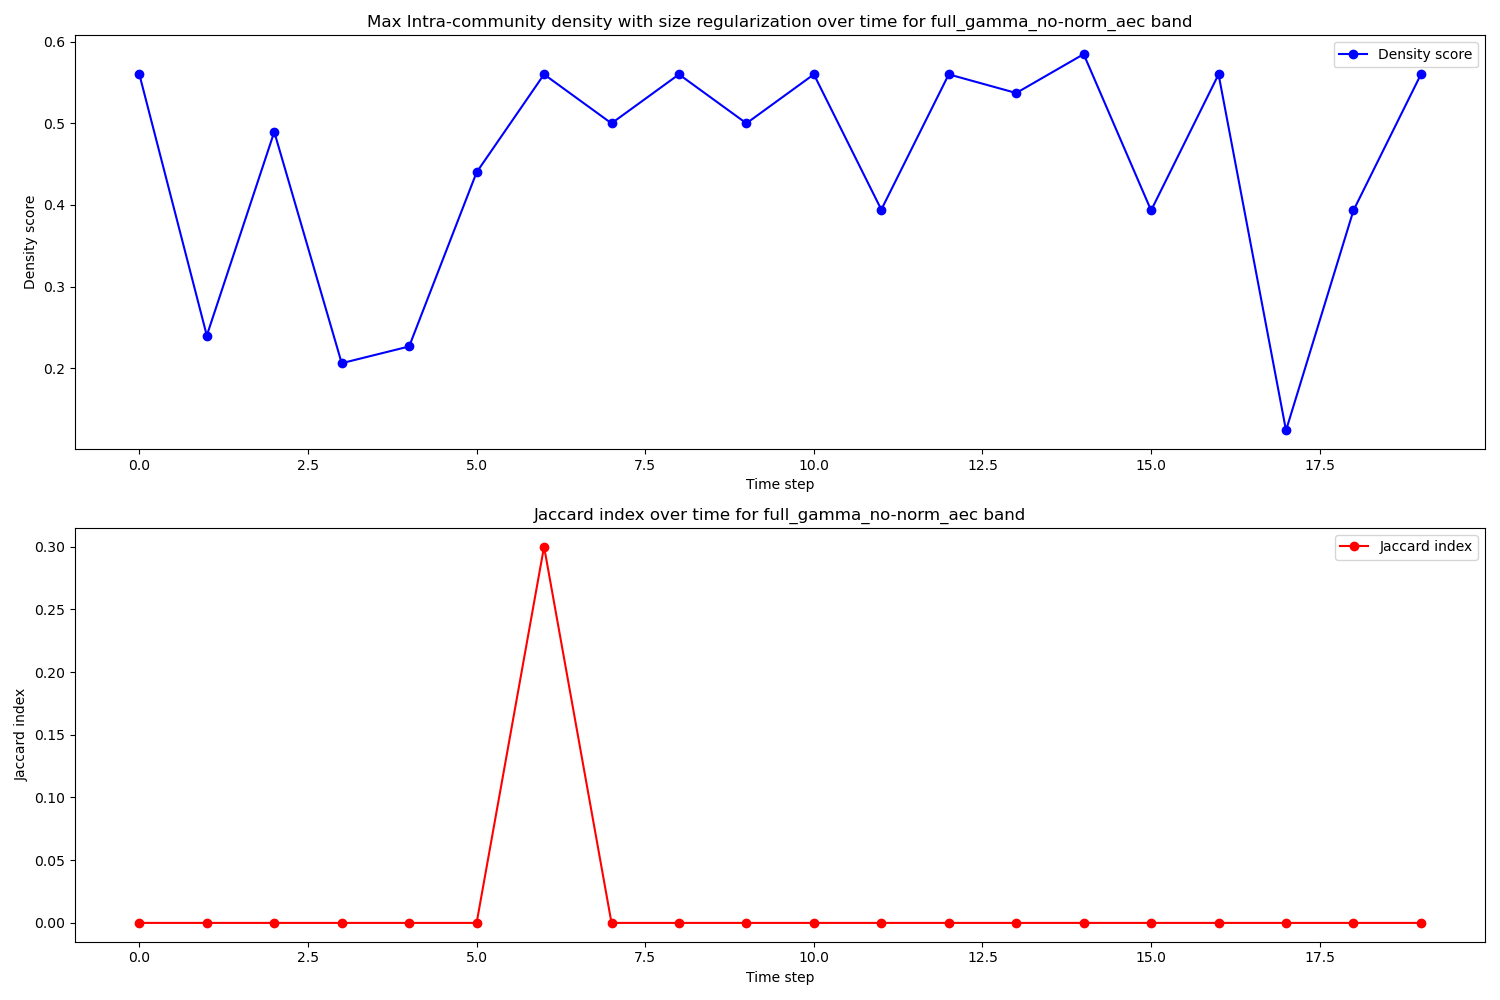 Max Intra-community density with size regularization over time for full_gamma_no-norm_aec band
Density score
0.6
0.5
0.4
0.3
0.2
Density score
0.0 2.5 5.0 7.5 10.0 12.5 15.0 17.5
Time step
Jaccard index over time for full_gamma_no-norm_aec band
Jaccard index
0.30
0.25
0.20
0.15
0.10
0.05
0.00
Jaccard index
0.0 2.5 5.0 7.5 10.0 12.5 15.0 17.5
Time step